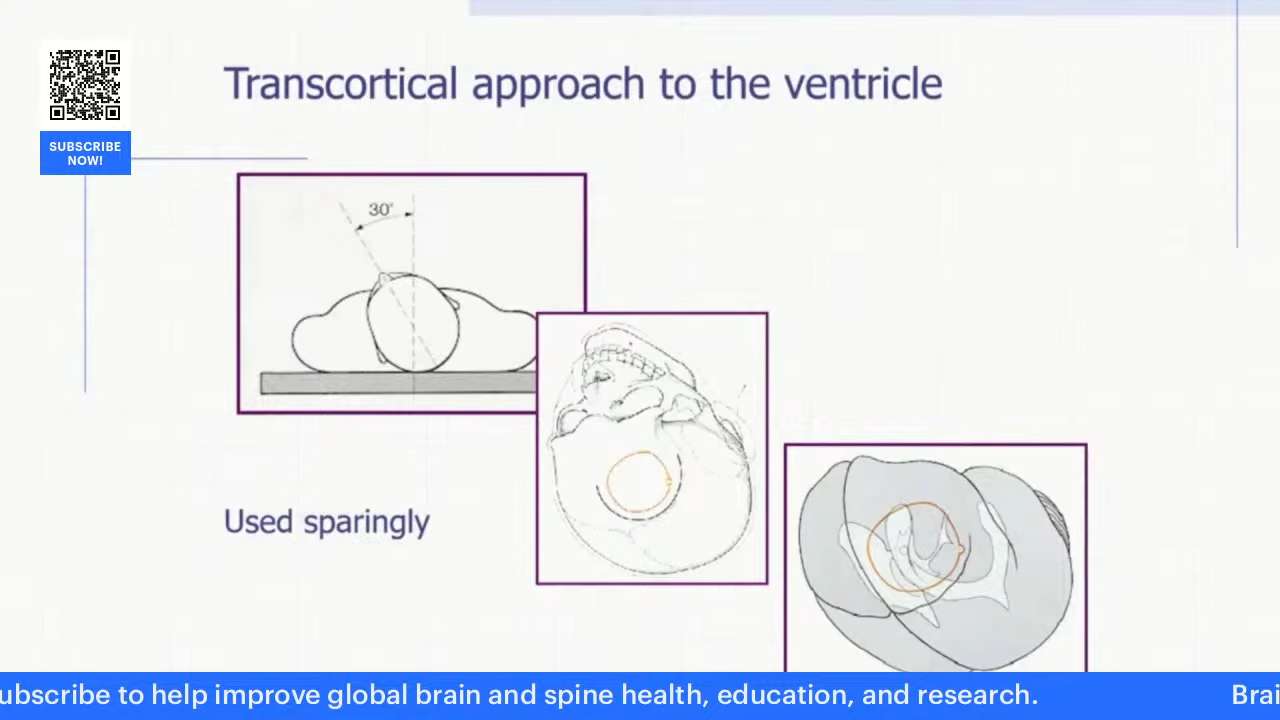 Transcortical approach to the ventricle
SUBSCRIBE
NOW!
30°
Used sparingly
ubscribe to help improve global brain and spine health, education, and research.
Brai